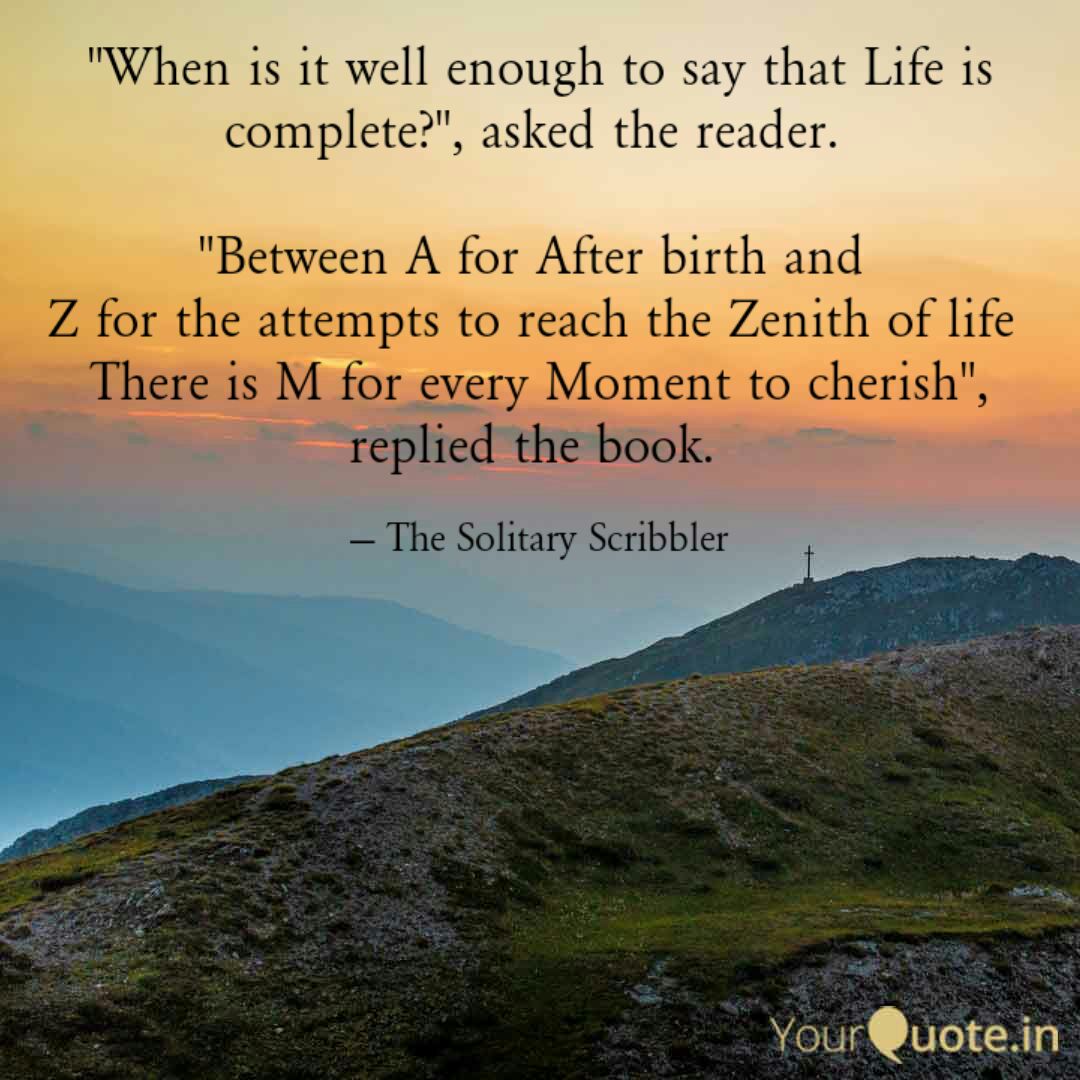 "When is it well enough to say that Life is
complete?", asked the reader.
"Between A for After birth and
Z for the attempts to reach the Zenith of life
There is M for every Moment to cherish",
replied the book.
– The Solitary Scribbler
YourQuote.in